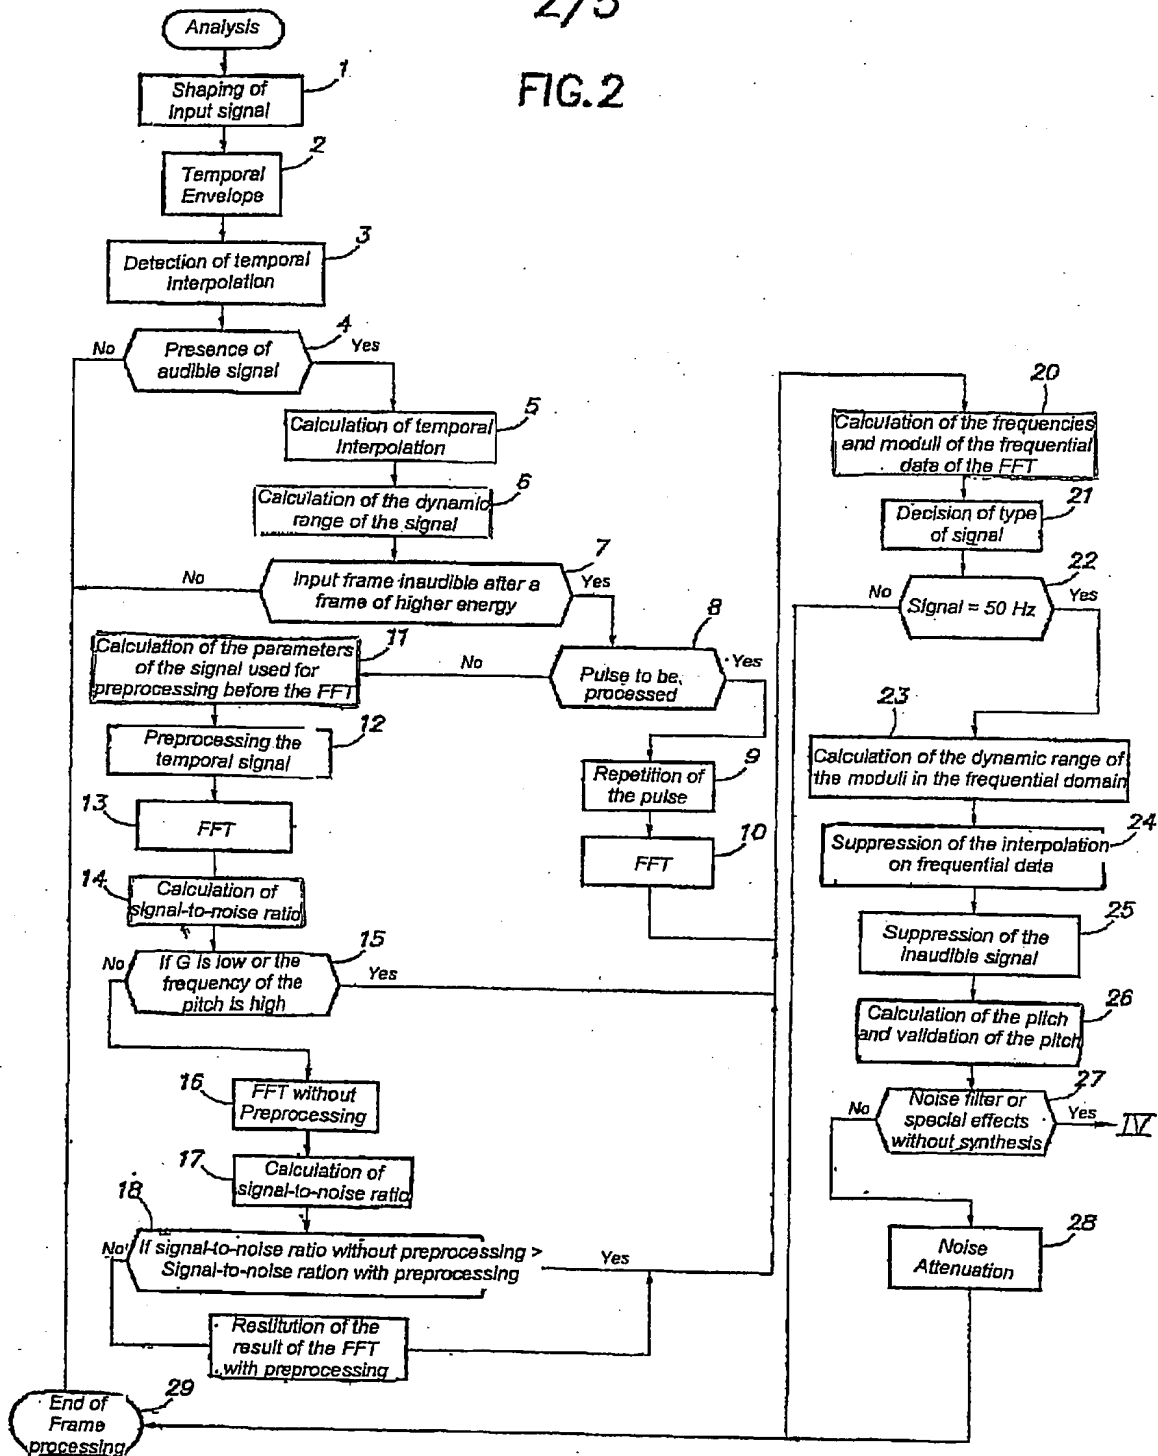 2/5
FIG.2
Analysis
1
Shaping of
Input signal
2
Temporal
Envelope
3
Detection of temporal
Interpolation
4
No
Presence of
audible signal
Yes
5
Calculation of temporal
Interpolation
6
Calculation of the dynamic
range of the signal
7
No
Input frame inaudible after a
frame of higher energy
Yes
8
No
Pulse to be
processed
Yes
9
Repetition of
the pulse
10
FFT
11
Calculation of the parameters
of the signal used for
preprocessing before the FFT
12
Preprocessing the
temporal signal
13
FFT
14
Calculation of
signal-to-noise ratio
15
No
If G is low or the
frequency of the
pitch is high
Yes
16
FFT without
Preprocessing
17
Calculation of
signal-to-noise ratio
18
No
If signal-to-noise ratio without preprocessing >
Signal-to-noise ration with preprocessing
Yes
Restitution of the
result of the FFT
with preprocessing
20
Calculation of the frequencies
and moduli of the frequential
data of the FFT
21
Decision of type
of signal
22
No
Signal = 50 Hz
Yes
23
Calculation of the dynamic range of
the moduli in the frequential domain
24
Suppression of the interpolation
on frequential data
25
Suppression of the
inaudible signal
26
Calculation of the pitch
and validation of the pitch
27
No
Noise filter or
special effects
without synthesis
Yes
IV
28
Noise
Attenuation
29
End of
Frame
processing